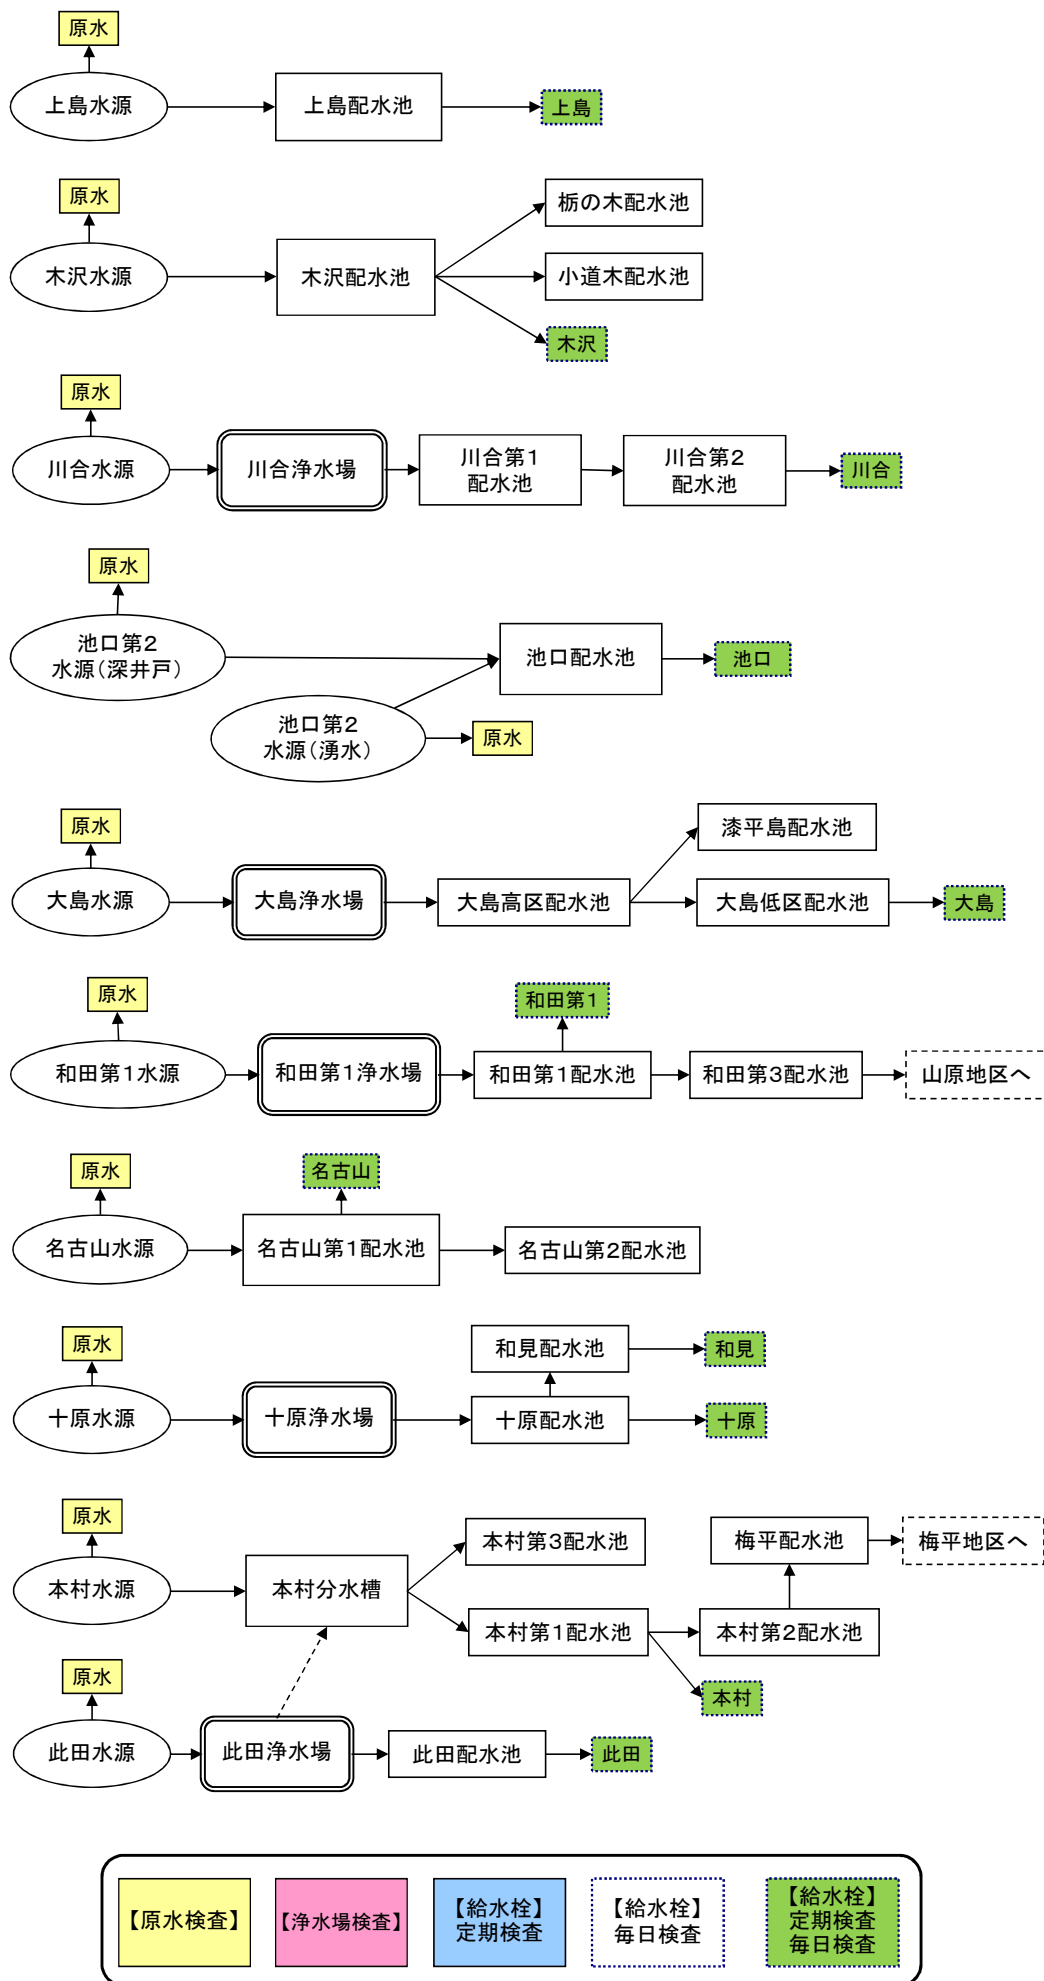 原水
上島水源
上島配水池
上島
原水
木沢水源
木沢配水池
栃の木配水池
小道木配水池
木沢
原水
川合水源
川合浄水場
川合第1
配水池
川合第2
配水池
川合
原水
池口第2
水源(深井戸)
池口配水池
池口
池口第2
水源(湧水)
原水
原水
大島水源
大島浄水場
大島高区配水池
漆平島配水池
大島低区配水池
大島
原水
和田第1水源
和田第1浄水場
和田第1
和田第1配水池
和田第3配水池
山原地区へ
原水
名古山水源
名古山
名古山第1配水池
名古山第2配水池
原水
十原水源
十原浄水場
和見配水池
和見
十原配水池
十原
原水
本村水源
本村分水槽
本村第3配水池
本村第1配水池
梅平配水池
梅平地区へ
本村第2配水池
本村
原水
此田水源
此田浄水場
此田配水池
此田
【原水検査】
【浄水場検査】
【給水栓】
定期検査
【給水栓】
毎日検査
【給水栓】
定期検査
毎日検査